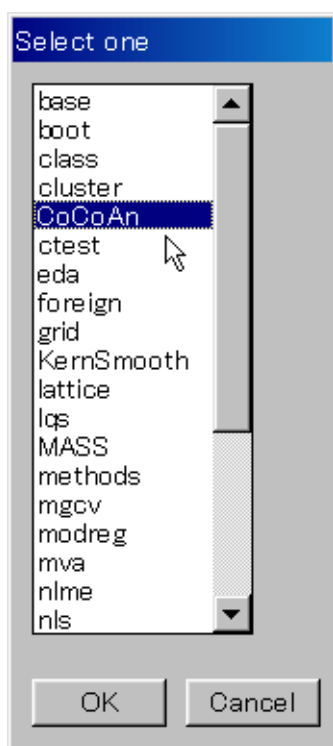 Select one
base
boot
class
cluster
CoCoAn
ctest
eda
foreign
grid
KernSmooth
lattice
lqs
MASS
methods
mgcv
modreg
mva
nlme
nls
OK
Cancel